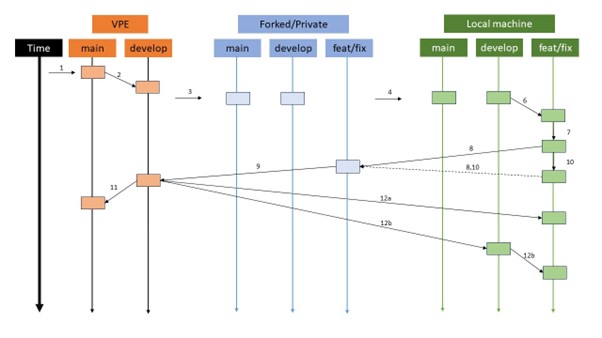 VPE
Forked/Private
Local machine
Time
main
develop
main
develop
feat/fix
main
develop
feat/fix
1
2
3
4
6
7
8
8,10
10
9
11
12a
12b
12b